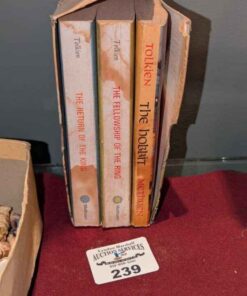 Tolkien
THE RETURN OF THE KING
Tolkien
THE FELLOWSHIP OF THE RING
TOLKIEN
the hobbit
AUCTION SERVICES
239